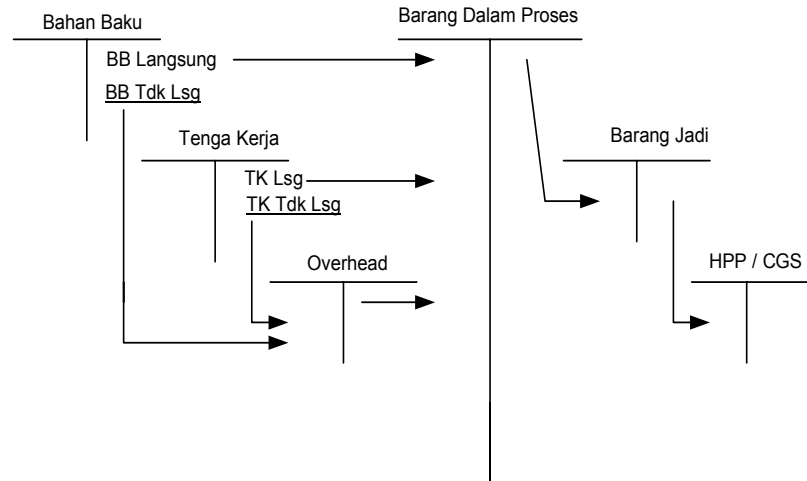 Bahan Baku
Barang Dalam Proses
BB Langsung
BB Tdk Lsg
Tenga Kerja
Barang Jadi
TK Lsg
TK Tdk Lsg
Overhead
HPP / CGS